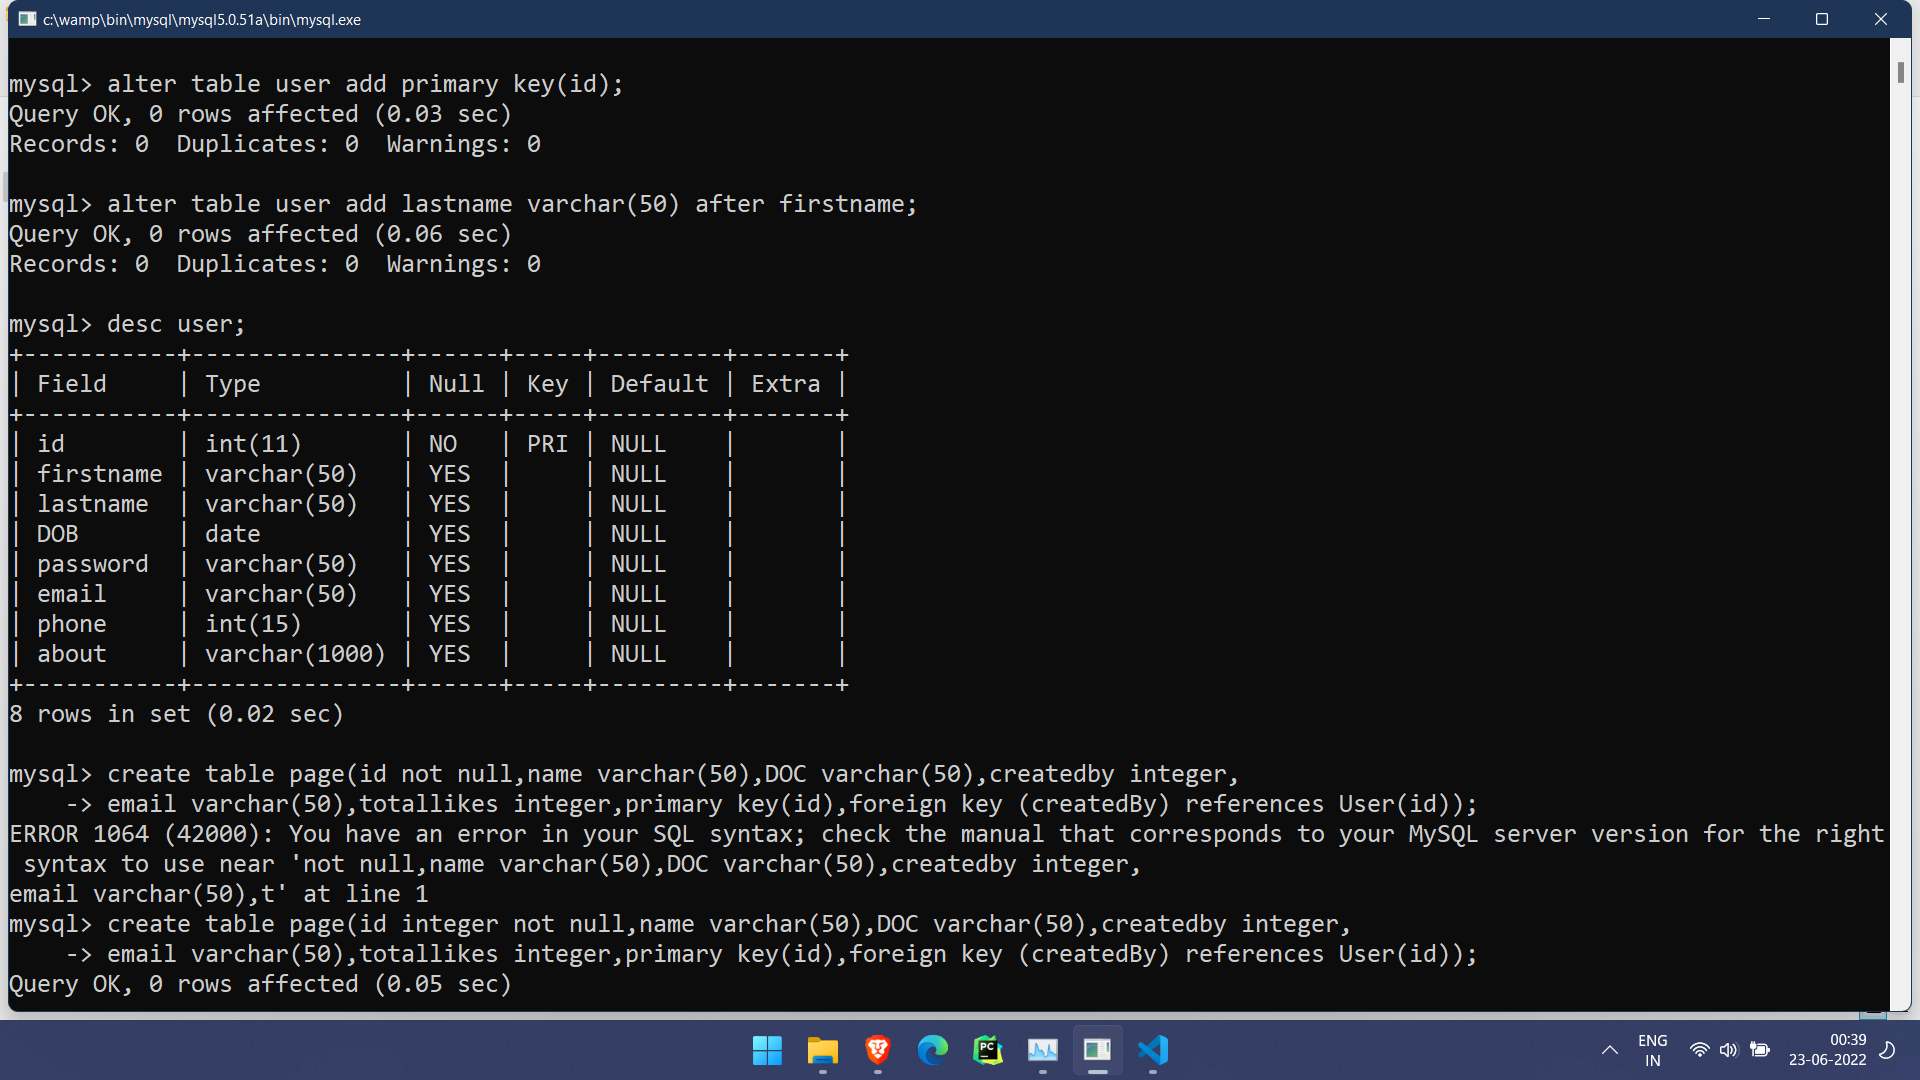 c:\wamp\bin\mysql\mysql5.0.51a\bin\mysql.exe
mysql> alter table user add primary key(id);
Query OK, 0 rows affected (0.03 sec)
Records: 0  Duplicates: 0  Warnings: 0
mysql> alter table user add lastname varchar(50) after firstname;
Query OK, 0 rows affected (0.06 sec)
Records: 0  Duplicates: 0  Warnings: 0
mysql> desc user;
+-----------+---------------+------+-----+---------+-------+
| Field     | Type          | Null | Key | Default | Extra |
+-----------+---------------+------+-----+---------+-------+
| id        | int(11)       | NO   | PRI | NULL    |       |
| firstname | varchar(50)   | YES  |     | NULL    |       |
| lastname  | varchar(50)   | YES  |     | NULL    |       |
| DOB       | date          | YES  |     | NULL    |       |
| password  | varchar(50)   | YES  |     | NULL    |       |
| email     | varchar(50)   | YES  |     | NULL    |       |
| phone     | int(15)       | YES  |     | NULL    |       |
| about     | varchar(1000) | YES  |     | NULL    |       |
+-----------+---------------+------+-----+---------+-------+
8 rows in set (0.02 sec)
mysql> create table page(id not null,name varchar(50),DOC varchar(50),createdby integer,
    -> email varchar(50),totallikes integer,primary key(id),foreign key (createdBy) references User(id));
ERROR 1064 (42000): You have an error in your SQL syntax; check the manual that corresponds to your MySQL server version for the right
 syntax to use near 'not null,name varchar(50),DOC varchar(50),createdby integer,
email varchar(50),t' at line 1
mysql> create table page(id integer not null,name varchar(50),DOC varchar(50),createdby integer,
    -> email varchar(50),totallikes integer,primary key(id),foreign key (createdBy) references User(id));
Query OK, 0 rows affected (0.05 sec)
PC
ENG
IN
00:39
23-06-2022